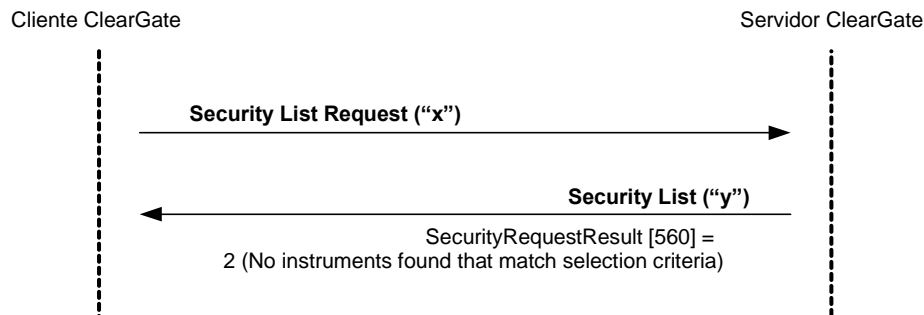 Cliente ClearGate
Servidor ClearGate
Security List Request (“x”)
Security List (“y”)
SecurityRequestResult [560] =
2 (No instruments found that match selection criteria)